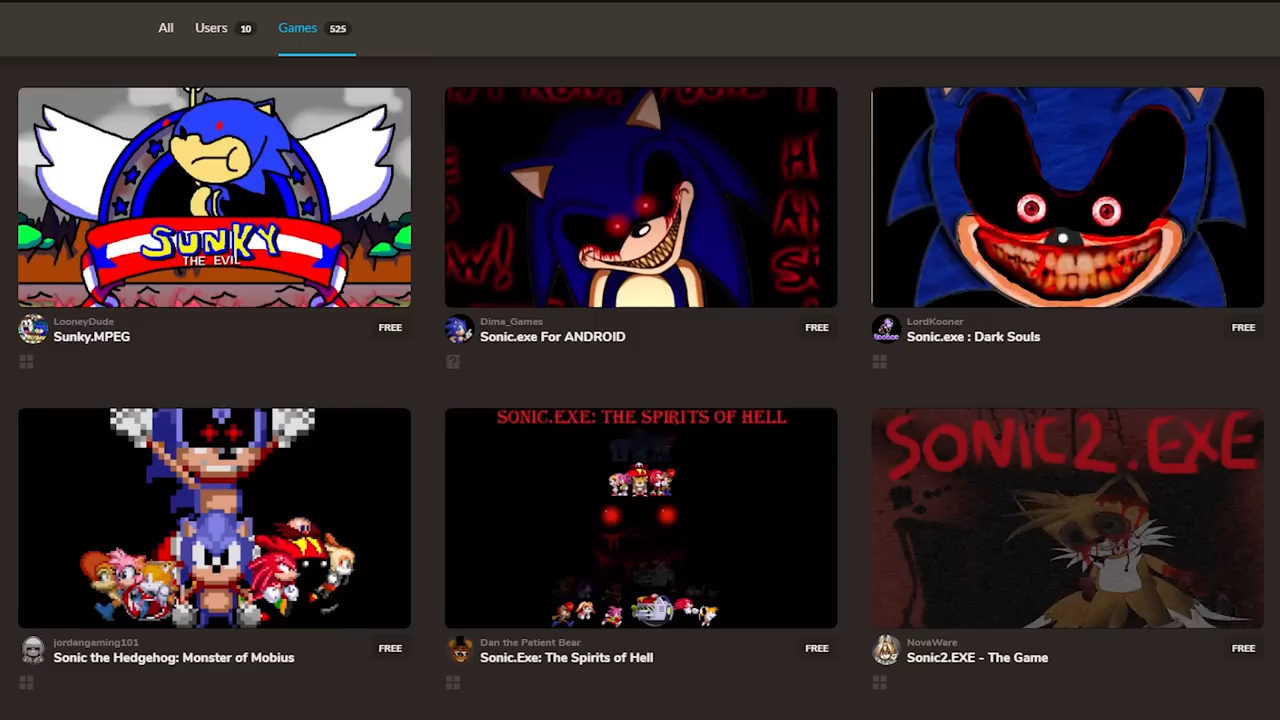 All Users 10 Games 525
SUNKY
THE EVIL
LooneyDude
Sunky.MPEG
FREE
Dima_Games
Sonic.exe For ANDROID
FREE
LordKooner
Sonic.exe : Dark Souls
FREE
jordangaming101
Sonic the Hedgehog: Monster of Mobius
FREE
SONIC.EXE: THE SPIRITS OF HELL
Dan the Patient Bear
Sonic.Exe: The Spirits of Hell
FREE
SONIC2.EXE
NovaWare
Sonic2.EXE - The Game
FREE